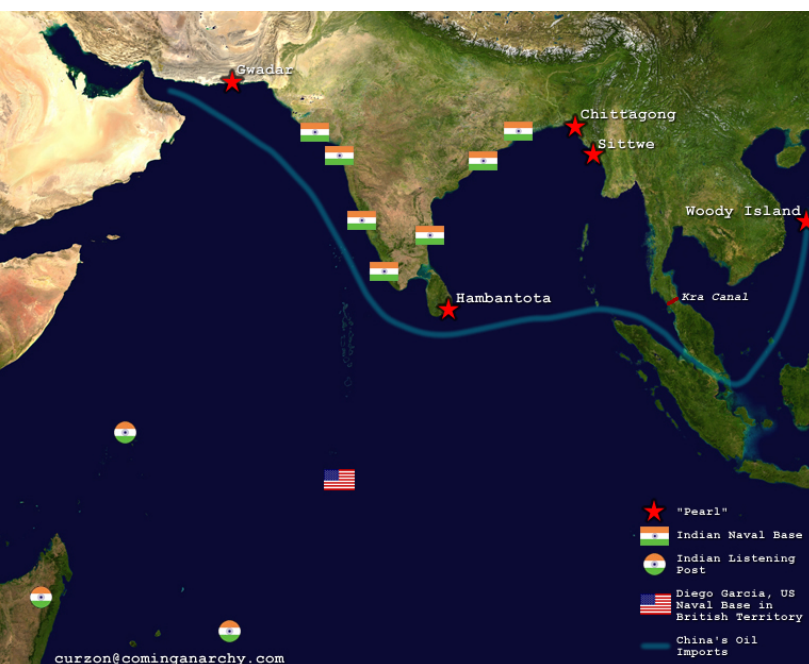 Gwadar
Chittagong
Sittwe
Woody Island
Kra Canal
Hambantota
"Pearl"
Indian Naval Base
Indian Listening
Post
Diego Garcia, US
Naval Base in
British Territory
China's Oil
Imports
curzon@cominganarchy.com